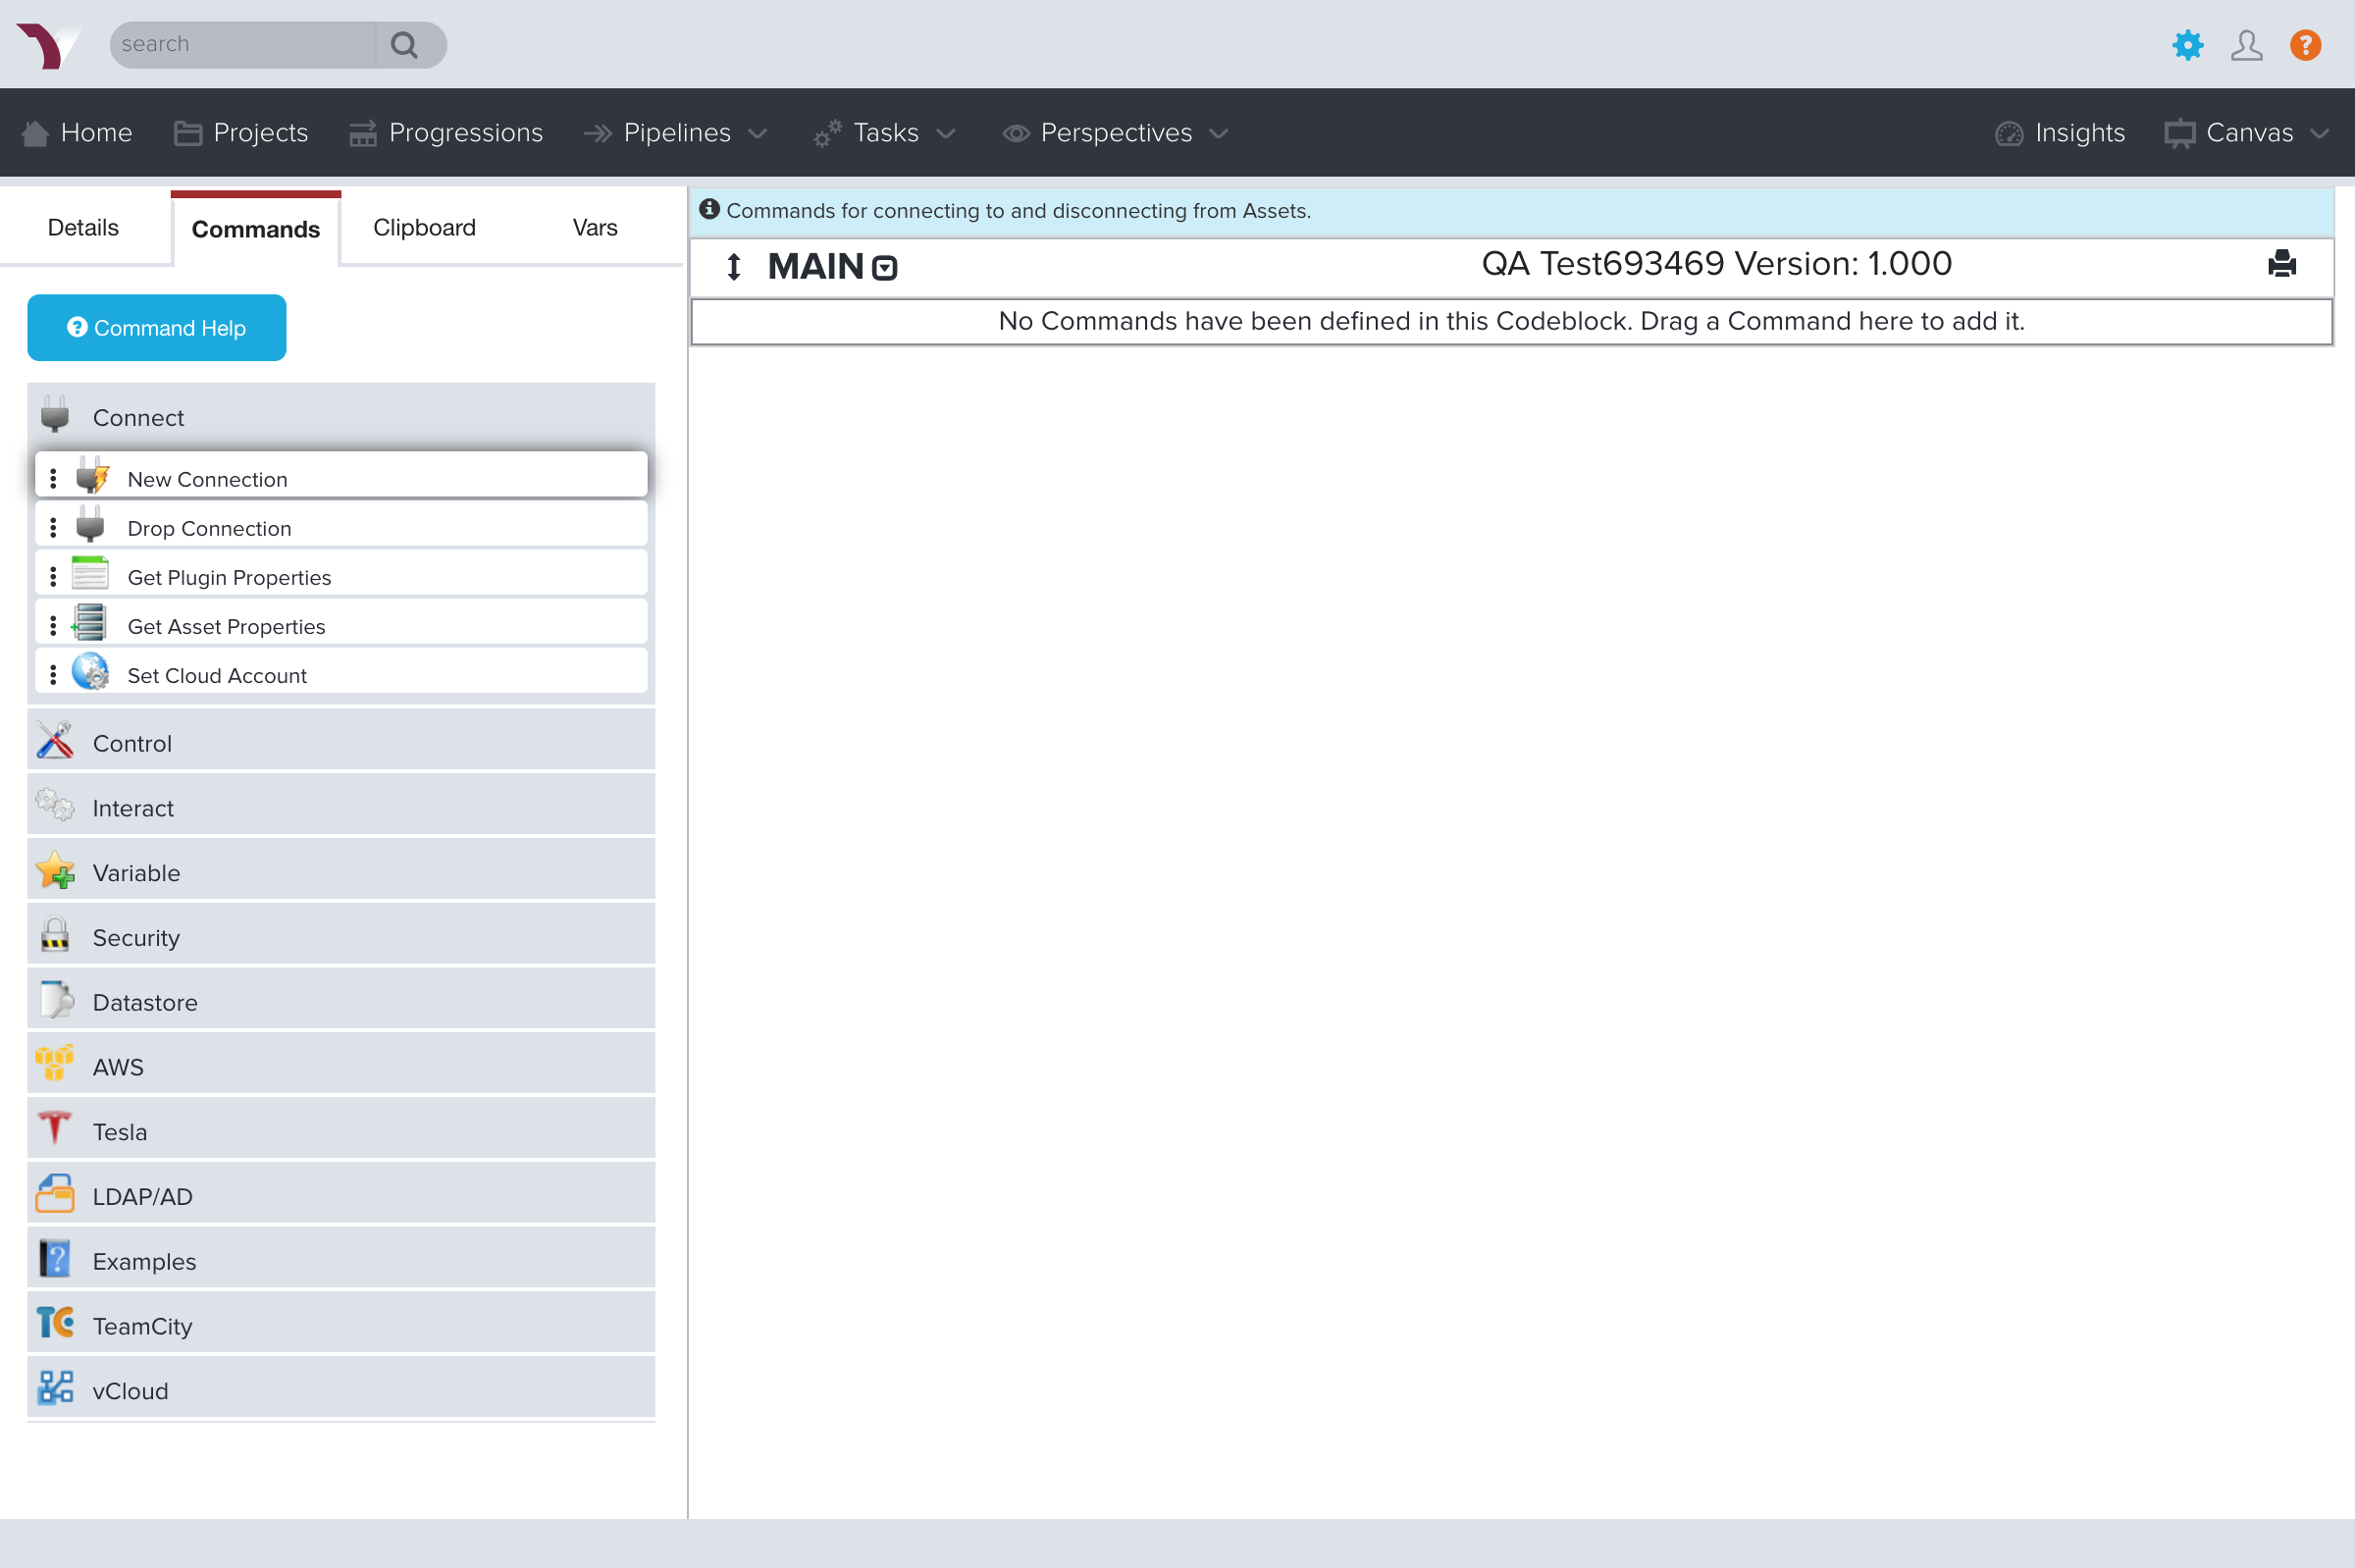 search
Home Projects Progressions Pipelines Tasks Perspectives Insights Canvas
Details Commands Clipboard Vars
Command Help
Connect
New Connection
Drop Connection
Get Plugin Properties
Get Asset Properties
Set Cloud Account
Control
Interact
Variable
Security
Datastore
AWS
Tesla
LDAP/AD
Examples
TeamCity
vCloud
Commands for connecting to and disconnecting from Assets.
MAIN QA Test693469 Version: 1.000
No Commands have been defined in this Codeblock. Drag a Command here to add it.